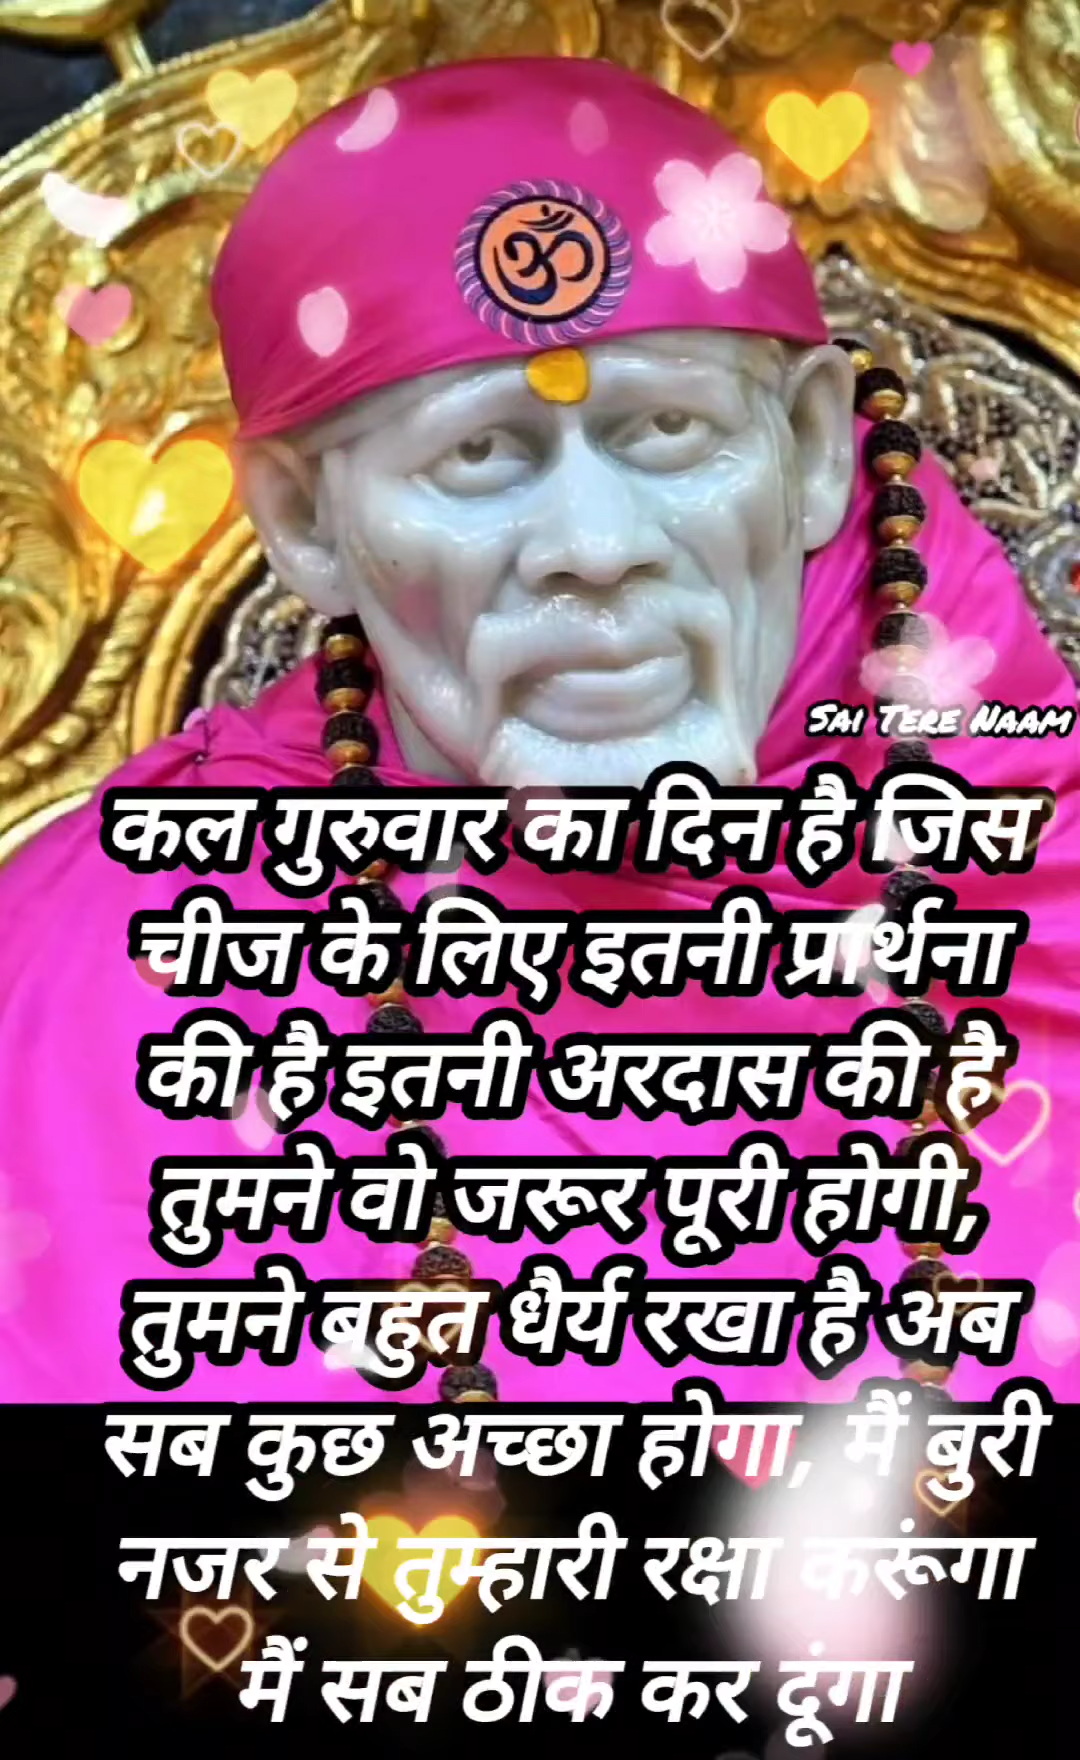 ॐ
SAI TERE NAAM
कल गुरुवार का दिन है जिस
चीज के लिए इतनी प्रार्थना
की है इतनी अरदास की है
तुमने वो जरूर पूरी होगी,
तुमने बहुत धैर्य रखा है अब
सब कुछ अच्छा होगा, मैं बुरी
नजर से तुम्हारी रक्षा करूंगा
मैं सब ठीक कर दूंगा